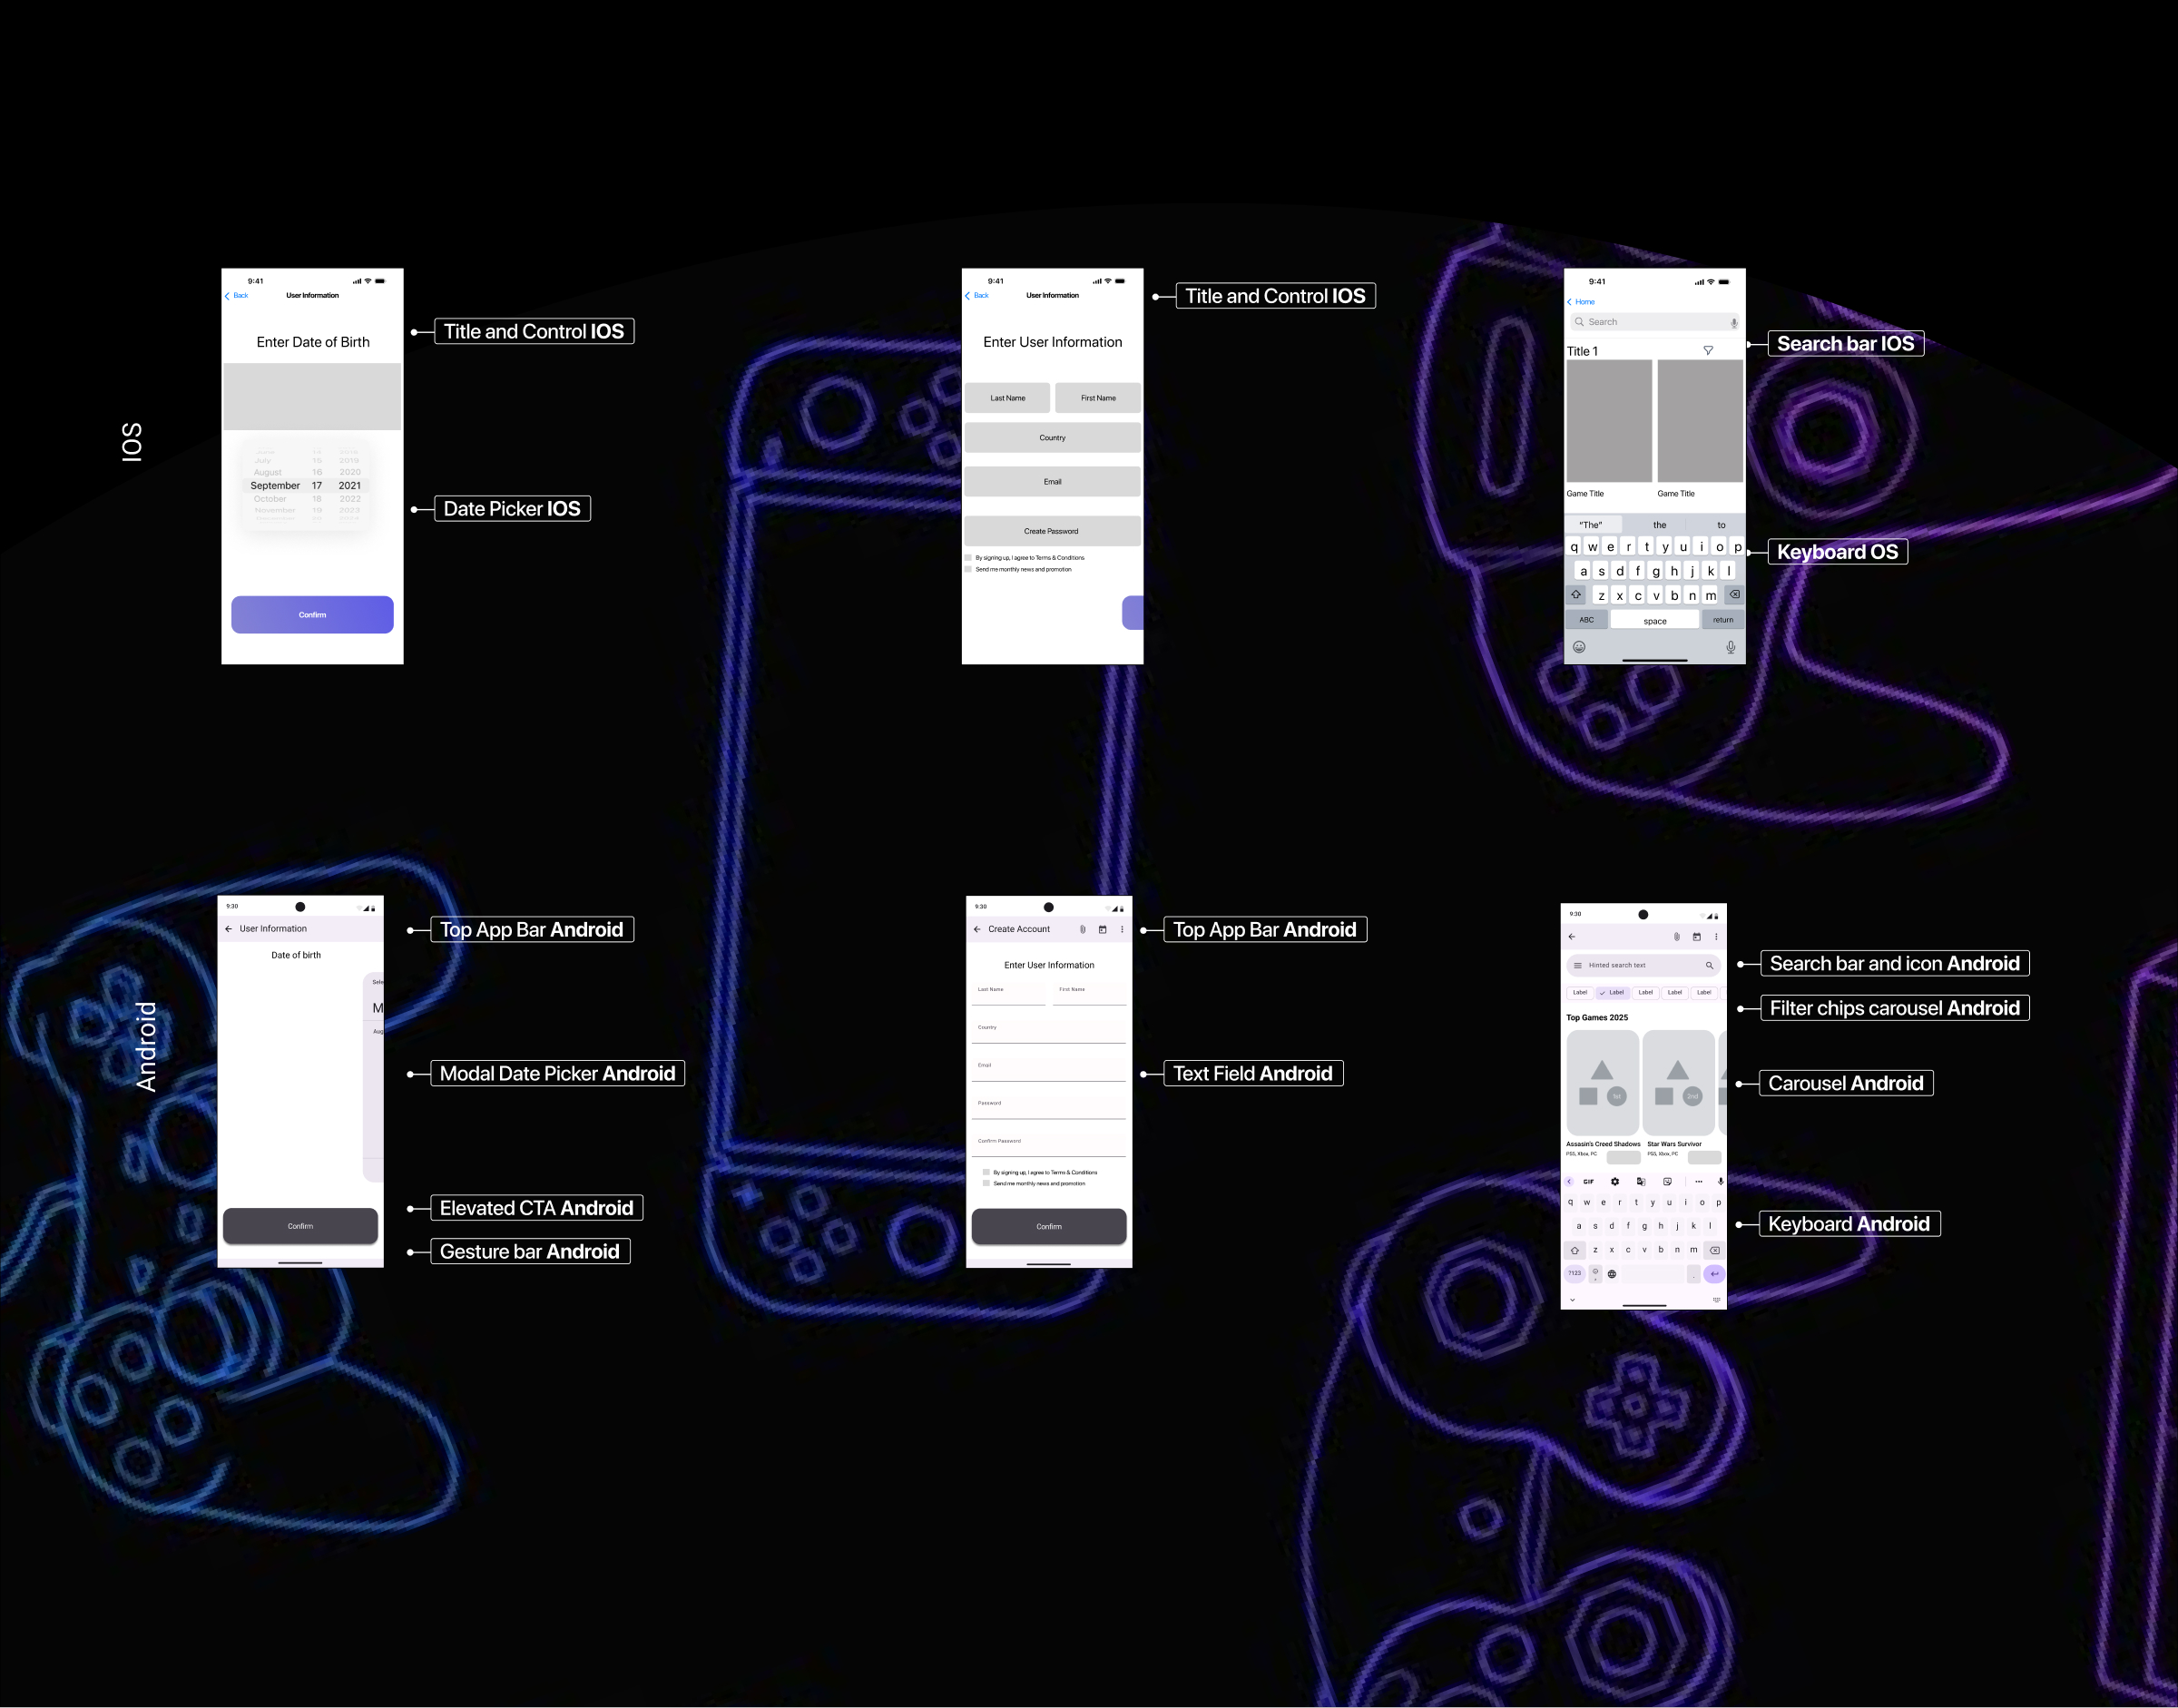 IOS
9:41
Back
User Information
Enter Date of Birth
July 15 2019
August 16 2020
September 17 2021
October 18 2022
November 19 2023
Confirm
Title and Control IOS
Date Picker IOS
9:41
Back
User Information
Enter User Information
Last Name First Name
Country
Email
Create Password
By signing up, I agree to Terms & Conditions
Send me monthly news and promotion
Title and Control IOS
9:41
Home
Search
Title 1
Game Title Game Title
"The" the to
q w e r t y u i o p
a s d f g h j k l
z x c v b n m
ABC space return
Search bar IOS
Keyboard OS
Android
9:30
User Information
Date of birth
Sele
M
Aug
Confirm
Top App Bar Android
Modal Date Picker Android
Elevated CTA Android
Gesture bar Android
9:30
Create Account
Enter User Information
Last Name First Name
Country
Email
Password
Confirm Password
By signing up, I agree to Terms & Conditions
Send me monthly news and promotion
Confirm
Top App Bar Android
Text Field Android
9:30
Hinted search text
Label Label Label Label Label
Top Games 2025
1st 2nd
Assasin's Creed Shadows Star Wars Survivor
PS5, Xbox, PC PS5, Xbox, PC
GIF
q w e r t y u i o p
a s d f g h j k l
z x c v b n m
?123 , .
Search bar and icon Android
Filter chips carousel Android
Carousel Android
Keyboard Android